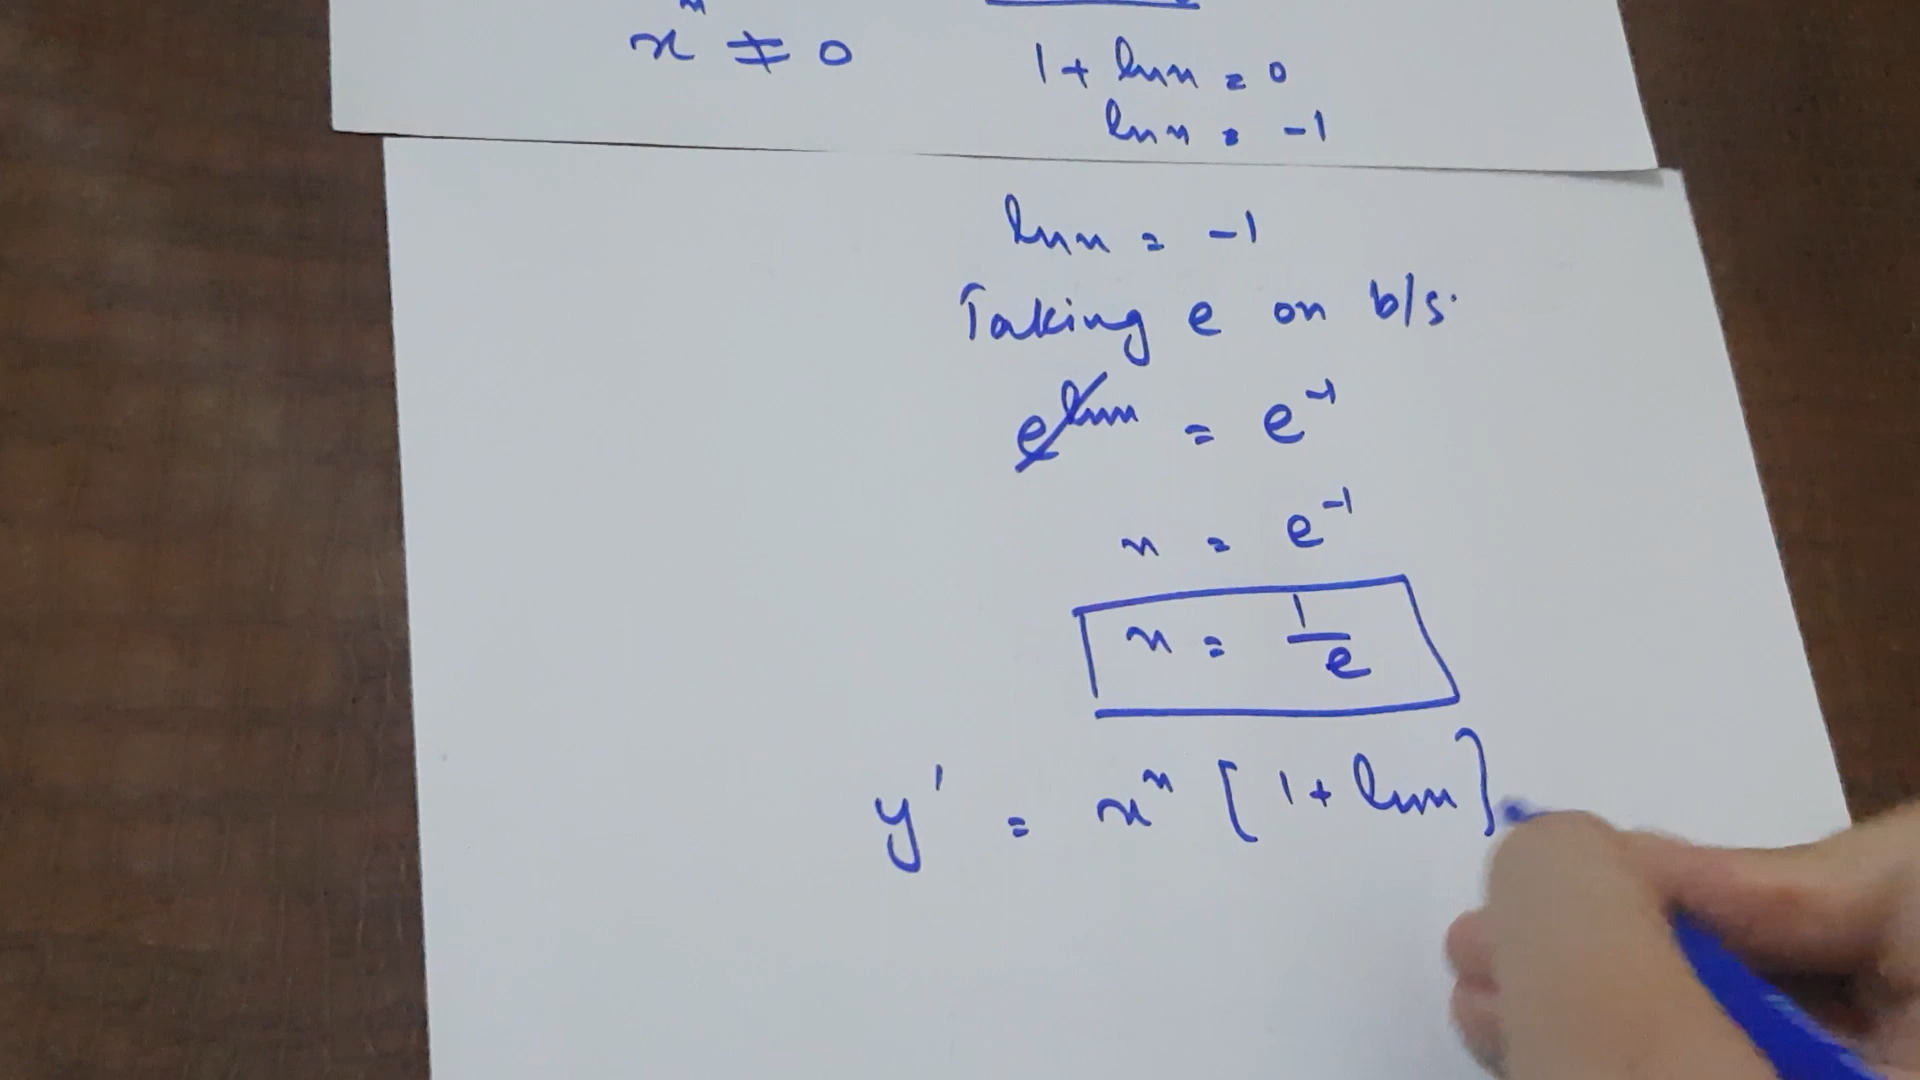 x^x ≠ 0
1 + ln x = 0
ln x = -1
ln x = -1
Taking e on b/s.
e^ln x = e^-1
x = e^-1
x = 1/e
y' = x^x [1 + ln x]